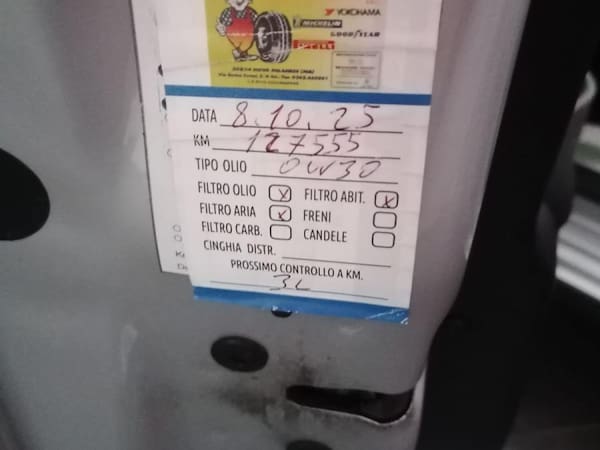 YOKOHAMA
MICHELIN
GOODYEAR
DATA 8.10.25
KM 127555
TIPO OLIO 0W30
FILTRO OLIO X FILTRO ABIT. X
FILTRO ARIA X FRENI
FILTRO CARB. CANDELE
CINGHIA DISTR.
PROSSIMO CONTROLLO A KM.
3L